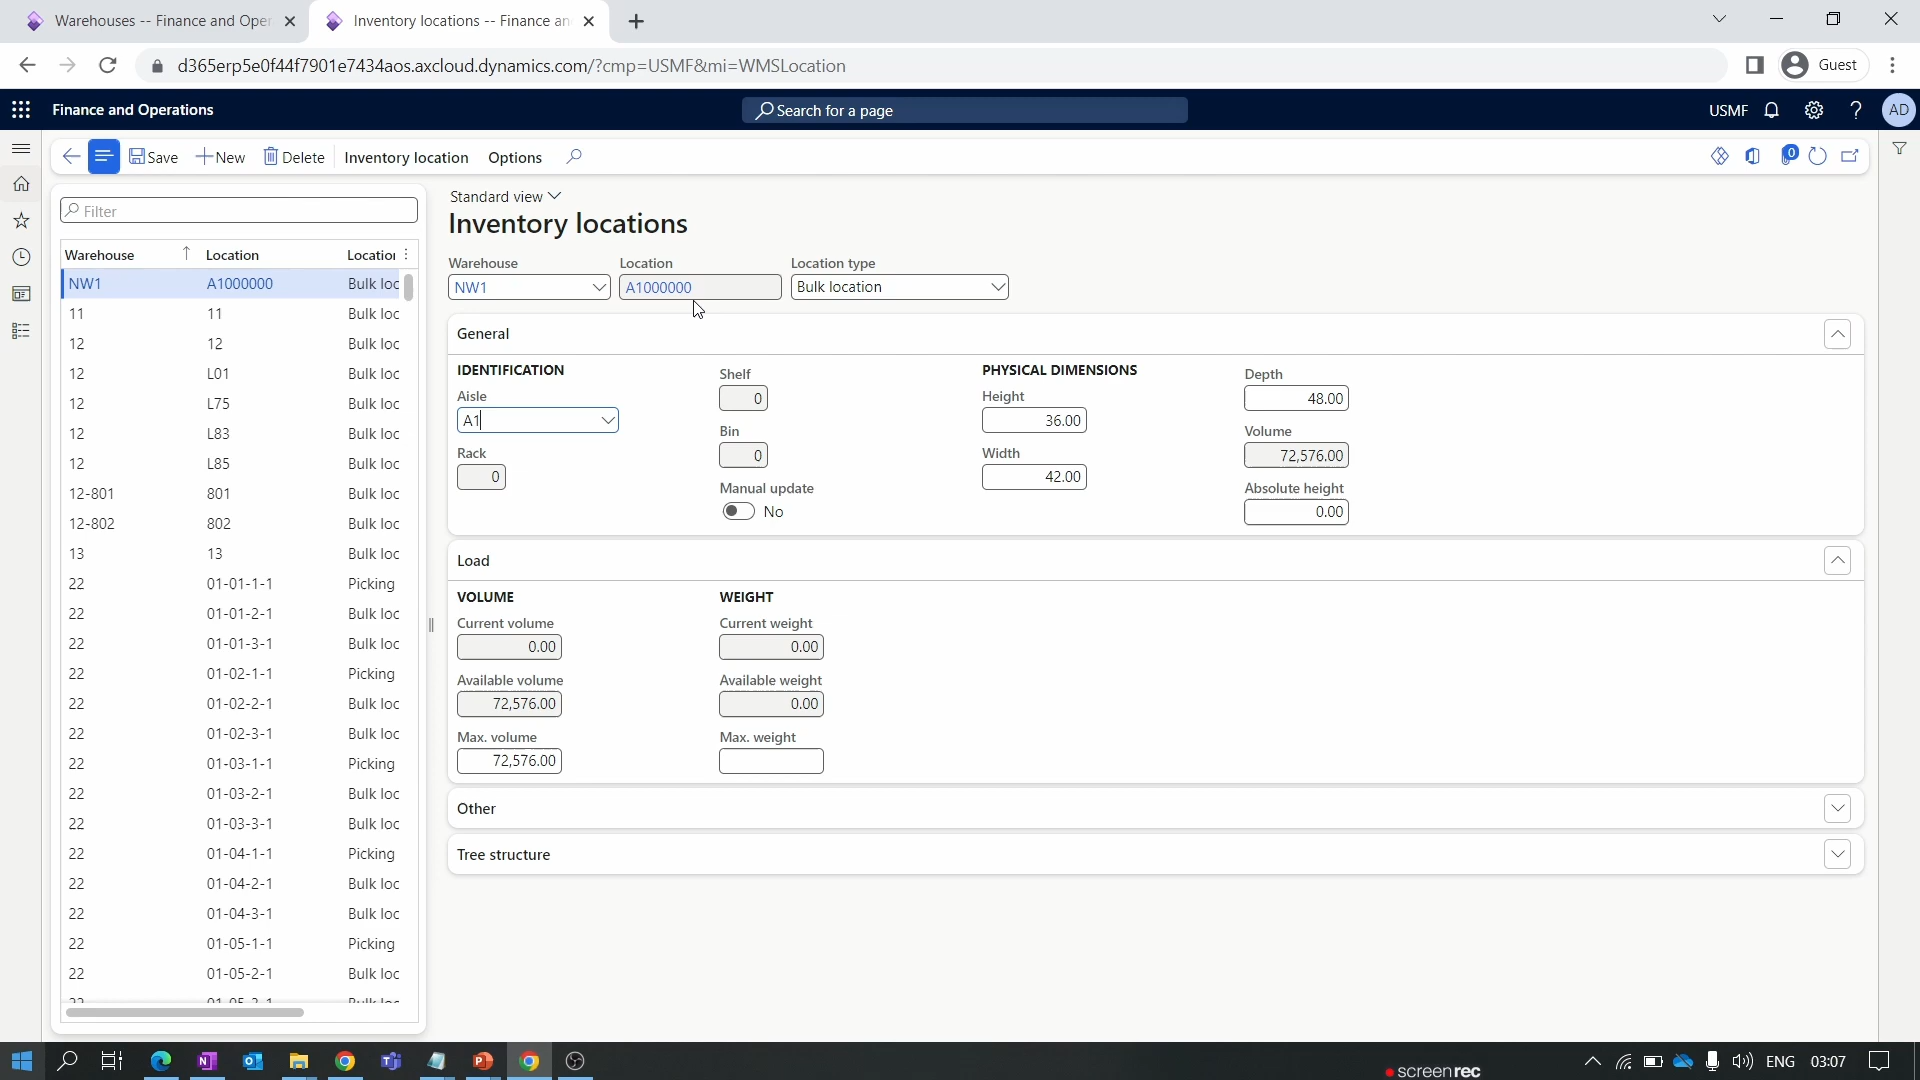 Warehouses -- Finance and Oper
Inventory locations -- Finance an
d365erp5e0f44f7901e7434aos.axcloud.dynamics.com/?cmp=USMF&mi=WMSLocation
Guest
Finance and Operations
Search for a page
USMF
AD
Save
New
Delete
Inventory location
Options
0
Filter
Warehouse Location Location
NW1 A1000000 Bulk loc
11 11 Bulk loc
12 12 Bulk loc
12 L01 Bulk loc
12 L75 Bulk loc
12 L83 Bulk loc
12 L85 Bulk loc
12-801 801 Bulk loc
12-802 802 Bulk loc
13 13 Bulk loc
22 01-01-1-1 Picking
22 01-01-2-1 Bulk loc
22 01-01-3-1 Bulk loc
22 01-02-1-1 Picking
22 01-02-2-1 Bulk loc
22 01-02-3-1 Bulk loc
22 01-03-1-1 Picking
22 01-03-2-1 Bulk loc
22 01-03-3-1 Bulk loc
22 01-04-1-1 Picking
22 01-04-2-1 Bulk loc
22 01-04-3-1 Bulk loc
22 01-05-1-1 Picking
22 01-05-2-1 Bulk loc
22 01-05-3-1 Bulk loc
Standard view
Inventory locations
Warehouse
NW1
Location
A1000000
Location type
Bulk location
General
IDENTIFICATION
Aisle
A1
Rack
0
Shelf
0
Bin
0
Manual update
No
PHYSICAL DIMENSIONS
Height
36.00
Width
42.00
Depth
48.00
Volume
72,576.00
Absolute height
0.00
Load
VOLUME
Current volume
0.00
Available volume
72,576.00
Max. volume
72,576.00
WEIGHT
Current weight
0.00
Available weight
0.00
Max. weight
Other
Tree structure
screenrec
ENG
03:07